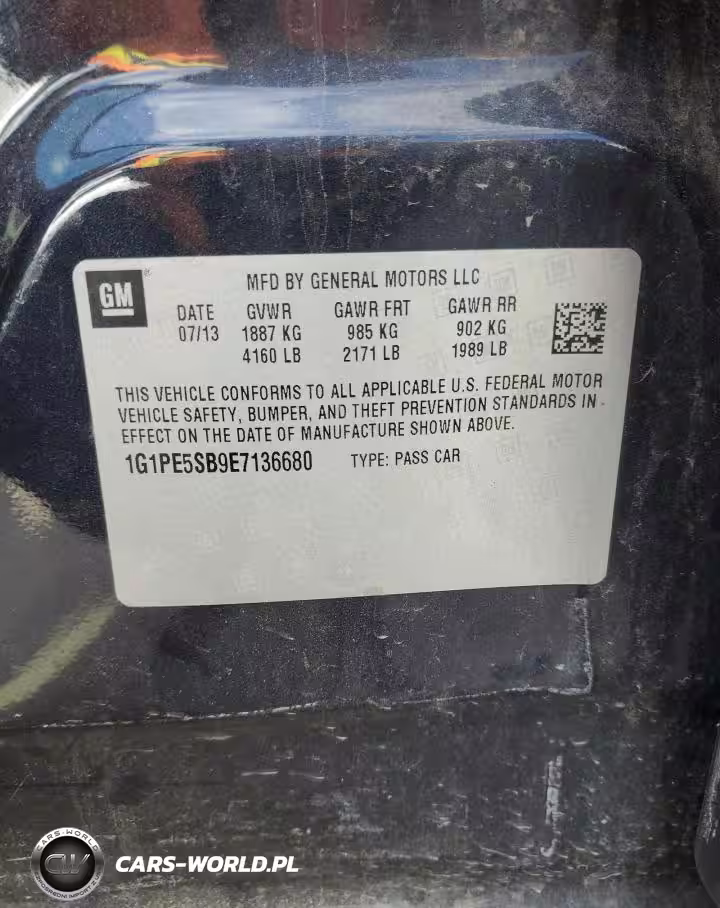 GM
®
MFD BY GENERAL MOTORS LLC
DATE GVWR GAWR FRT GAWR RR
07/13 1887 KG 985 KG 902 KG
4160 LB 2171 LB 1989 LB
THIS VEHICLE CONFORMS TO ALL APPLICABLE U.S. FEDERAL MOTOR
VEHICLE SAFETY, BUMPER, AND THEFT PREVENTION STANDARDS IN
EFFECT ON THE DATE OF MANUFACTURE SHOWN ABOVE.
1G1PE5SB9E7136680 TYPE: PASS CAR
CARS-WORLD
CW
CARS-WORLD.PL